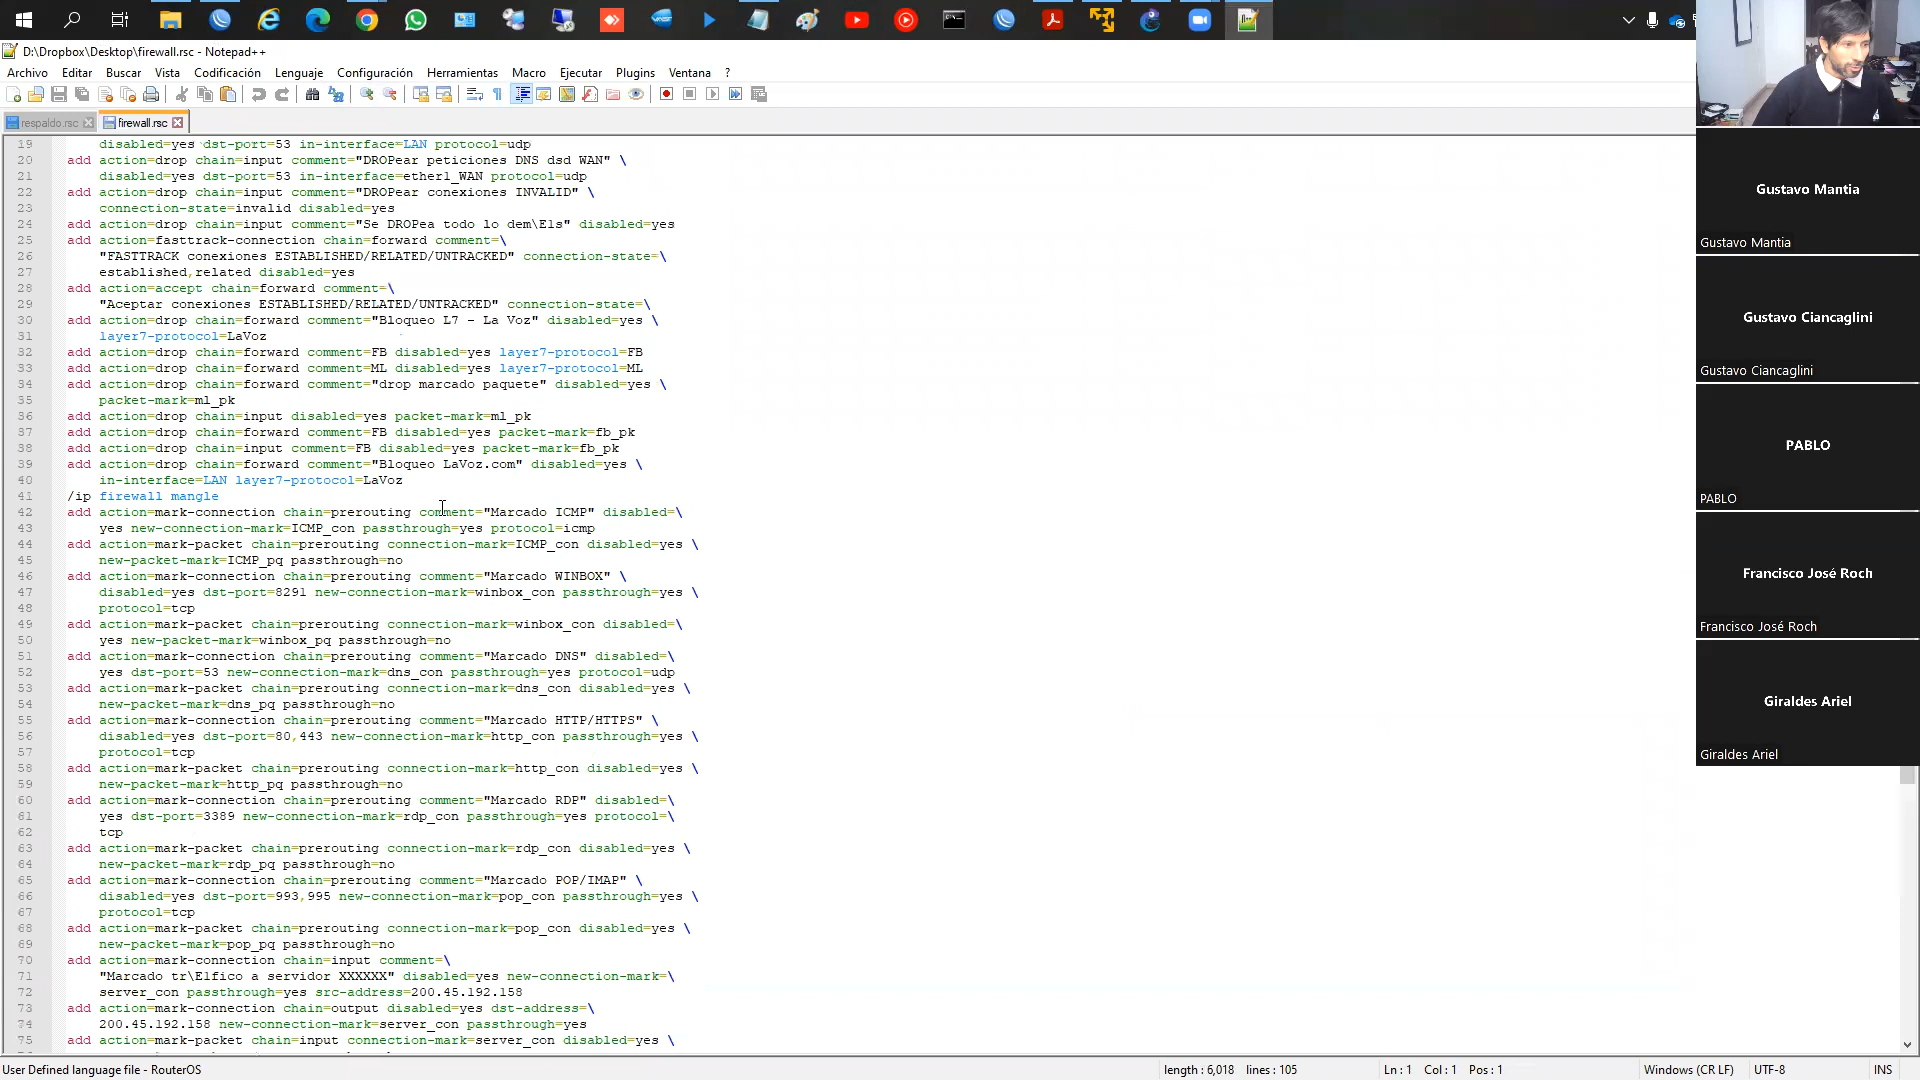 D:\Dropbox\Desktop\firewall.rsc - Notepad++
Archivo Editar Buscar Vista Codificación Lenguaje Configuración Herramientas Macro Ejecutar Plugins Ventana ?
respaldo.rsc firewall.rsc
19 disabled=yes dst-port=53 in-interface=LAN protocol=udp
20 add action=drop chain=input comment="DROPear peticiones DNS dsd WAN" \
21 disabled=yes dst-port=53 in-interface=ether1_WAN protocol=udp
22 add action=drop chain=input comment="DROPear conexiones INVALID" \
23 connection-state=invalid disabled=yes
24 add action=drop chain=input comment="Se DROPea todo lo dem\E1s" disabled=yes
25 add action=fasttrack-connection chain=forward comment=\
26 "FASTTRACK conexiones ESTABLISHED/RELATED/UNTRACKED" connection-state=\
27 established,related disabled=yes
28 add action=accept chain=forward comment=\
29 "Aceptar conexiones ESTABLISHED/RELATED/UNTRACKED" connection-state=\
30 add action=drop chain=forward comment="Bloqueo L7 - La Voz" disabled=yes \
31 layer7-protocol=LaVoz
32 add action=drop chain=forward comment=FB disabled=yes layer7-protocol=FB
33 add action=drop chain=forward comment=ML disabled=yes layer7-protocol=ML
34 add action=drop chain=forward comment="drop marcado paquete" disabled=yes \
35 packet-mark=ml_pk
36 add action=drop chain=input disabled=yes packet-mark=ml_pk
37 add action=drop chain=forward comment=FB disabled=yes packet-mark=fb_pk
38 add action=drop chain=input comment=FB disabled=yes packet-mark=fb_pk
39 add action=drop chain=forward comment="Bloqueo LaVoz.com" disabled=yes \
40 in-interface=LAN layer7-protocol=LaVoz
41 /ip firewall mangle
42 add action=mark-connection chain=prerouting comment="Marcado ICMP" disabled=\
43 yes new-connection-mark=ICMP_con passthrough=yes protocol=icmp
44 add action=mark-packet chain=prerouting connection-mark=ICMP_con disabled=yes \
45 new-packet-mark=ICMP_pq passthrough=no
46 add action=mark-connection chain=prerouting comment="Marcado WINBOX" \
47 disabled=yes dst-port=8291 new-connection-mark=winbox_con passthrough=yes \
48 protocol=tcp
49 add action=mark-packet chain=prerouting connection-mark=winbox_con disabled=\
50 yes new-packet-mark=winbox_pq passthrough=no
51 add action=mark-connection chain=prerouting comment="Marcado DNS" disabled=\
52 yes dst-port=53 new-connection-mark=dns_con passthrough=yes protocol=udp
53 add action=mark-packet chain=prerouting connection-mark=dns_con disabled=yes \
54 new-packet-mark=dns_pq passthrough=no
55 add action=mark-connection chain=prerouting comment="Marcado HTTP/HTTPS" \
56 disabled=yes dst-port=80,443 new-connection-mark=http_con passthrough=yes \
57 protocol=tcp
58 add action=mark-packet chain=prerouting connection-mark=http_con disabled=yes \
59 new-packet-mark=http_pq passthrough=no
60 add action=mark-connection chain=prerouting comment="Marcado RDP" disabled=\
61 yes dst-port=3389 new-connection-mark=rdp_con passthrough=yes protocol=\
62 tcp
63 add action=mark-packet chain=prerouting connection-mark=rdp_con disabled=yes \
64 new-packet-mark=rdp_pq passthrough=no
65 add action=mark-connection chain=prerouting comment="Marcado POP/IMAP" \
66 disabled=yes dst-port=993,995 new-connection-mark=pop_con passthrough=yes \
67 protocol=tcp
68 add action=mark-packet chain=prerouting connection-mark=pop_con disabled=yes \
69 new-packet-mark=pop_pq passthrough=no
70 add action=mark-connection chain=input comment=\
71 "Marcado tr\E1fico a servidor XXXXXX" disabled=yes new-connection-mark=\
72 server_con passthrough=yes src-address=200.45.192.158
73 add action=mark-connection chain=output disabled=yes dst-address=\
74 200.45.192.158 new-connection-mark=server_con passthrough=yes
75 add action=mark-packet chain=input connection-mark=server_con disabled=yes \
Gustavo Mantia
Gustavo Mantia
Gustavo Ciancaglini
Gustavo Ciancaglini
PABLO
PABLO
Francisco José Roch
Francisco José Roch
Giraldes Ariel
Giraldes Ariel
User Defined language file - RouterOS length : 6,018 lines : 105 Ln : 1 Col : 1 Pos : 1 Windows (CR LF) UTF-8 INS